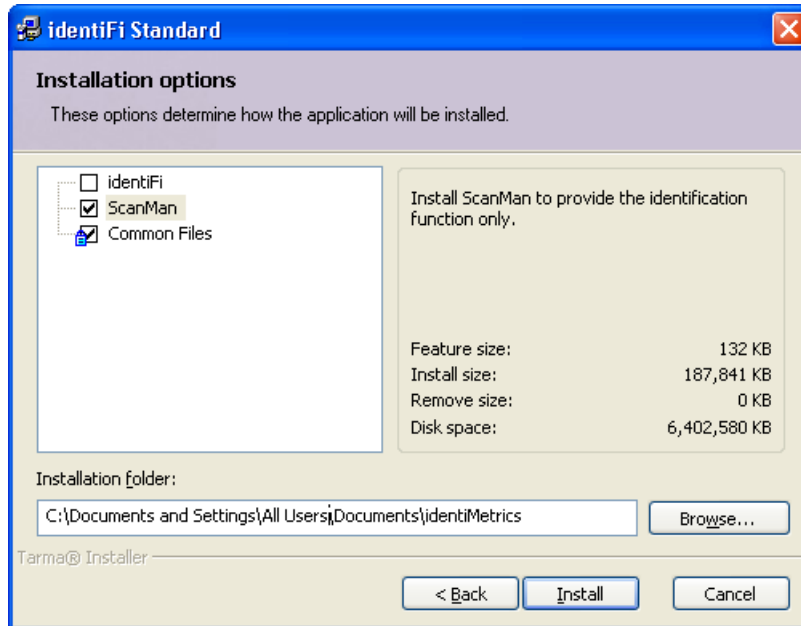 identiFi Standard
Installation options
These options determine how the application will be installed.
identiFi
ScanMan
Common Files
Install ScanMan to provide the identification
function only.
Feature size: 132 KB
Install size: 187,841 KB
Remove size: 0 KB
Disk space: 6,402,580 KB
Installation folder:
C:\Documents and Settings\All Users\Documents\identiMetrics
Browse...
Tarma® Installer
< Back
Install
Cancel